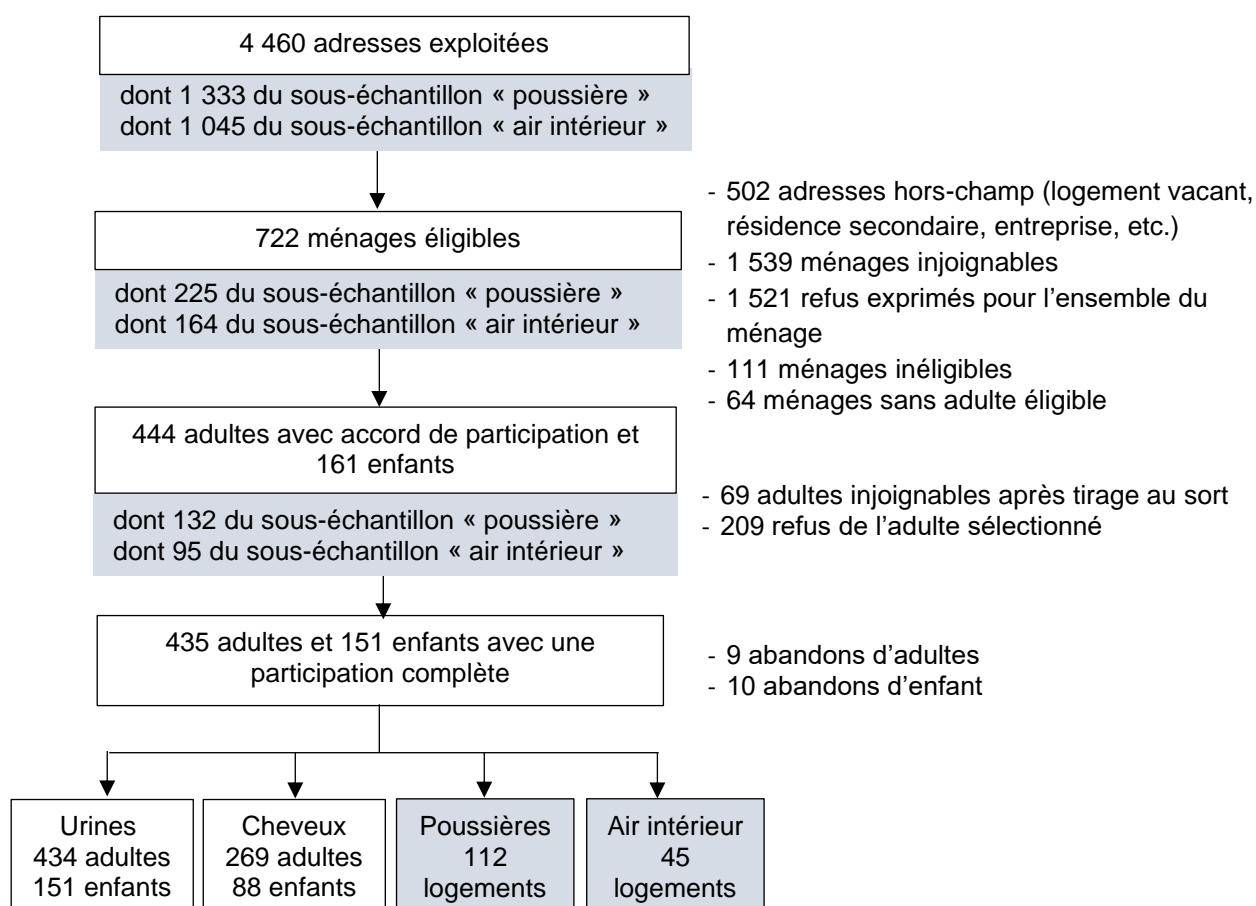 4 460 adresses exploitées
dont 1 333 du sous-échantillon « poussière »
dont 1 045 du sous-échantillon « air intérieur »
- 502 adresses hors-champ (logement vacant,
résidence secondaire, entreprise, etc.)
- 1 539 ménages injoignables
- 1 521 refus exprimés pour l’ensemble du
ménage
- 111 ménages inéligibles
- 64 ménages sans adulte éligible
722 ménages éligibles
dont 225 du sous-échantillon « poussière »
dont 164 du sous-échantillon « air intérieur »
444 adultes avec accord de participation et
161 enfants
dont 132 du sous-échantillon « poussière »
dont 95 du sous-échantillon « air intérieur »
- 69 adultes injoignables après tirage au sort
- 209 refus de l’adulte sélectionné
435 adultes et 151 enfants avec une
participation complète
- 9 abandons d’adultes
- 10 abandons d’enfant
Urines
434 adultes
151 enfants
Cheveux
269 adultes
88 enfants
Poussières
112
logements
Air intérieur
45
logements